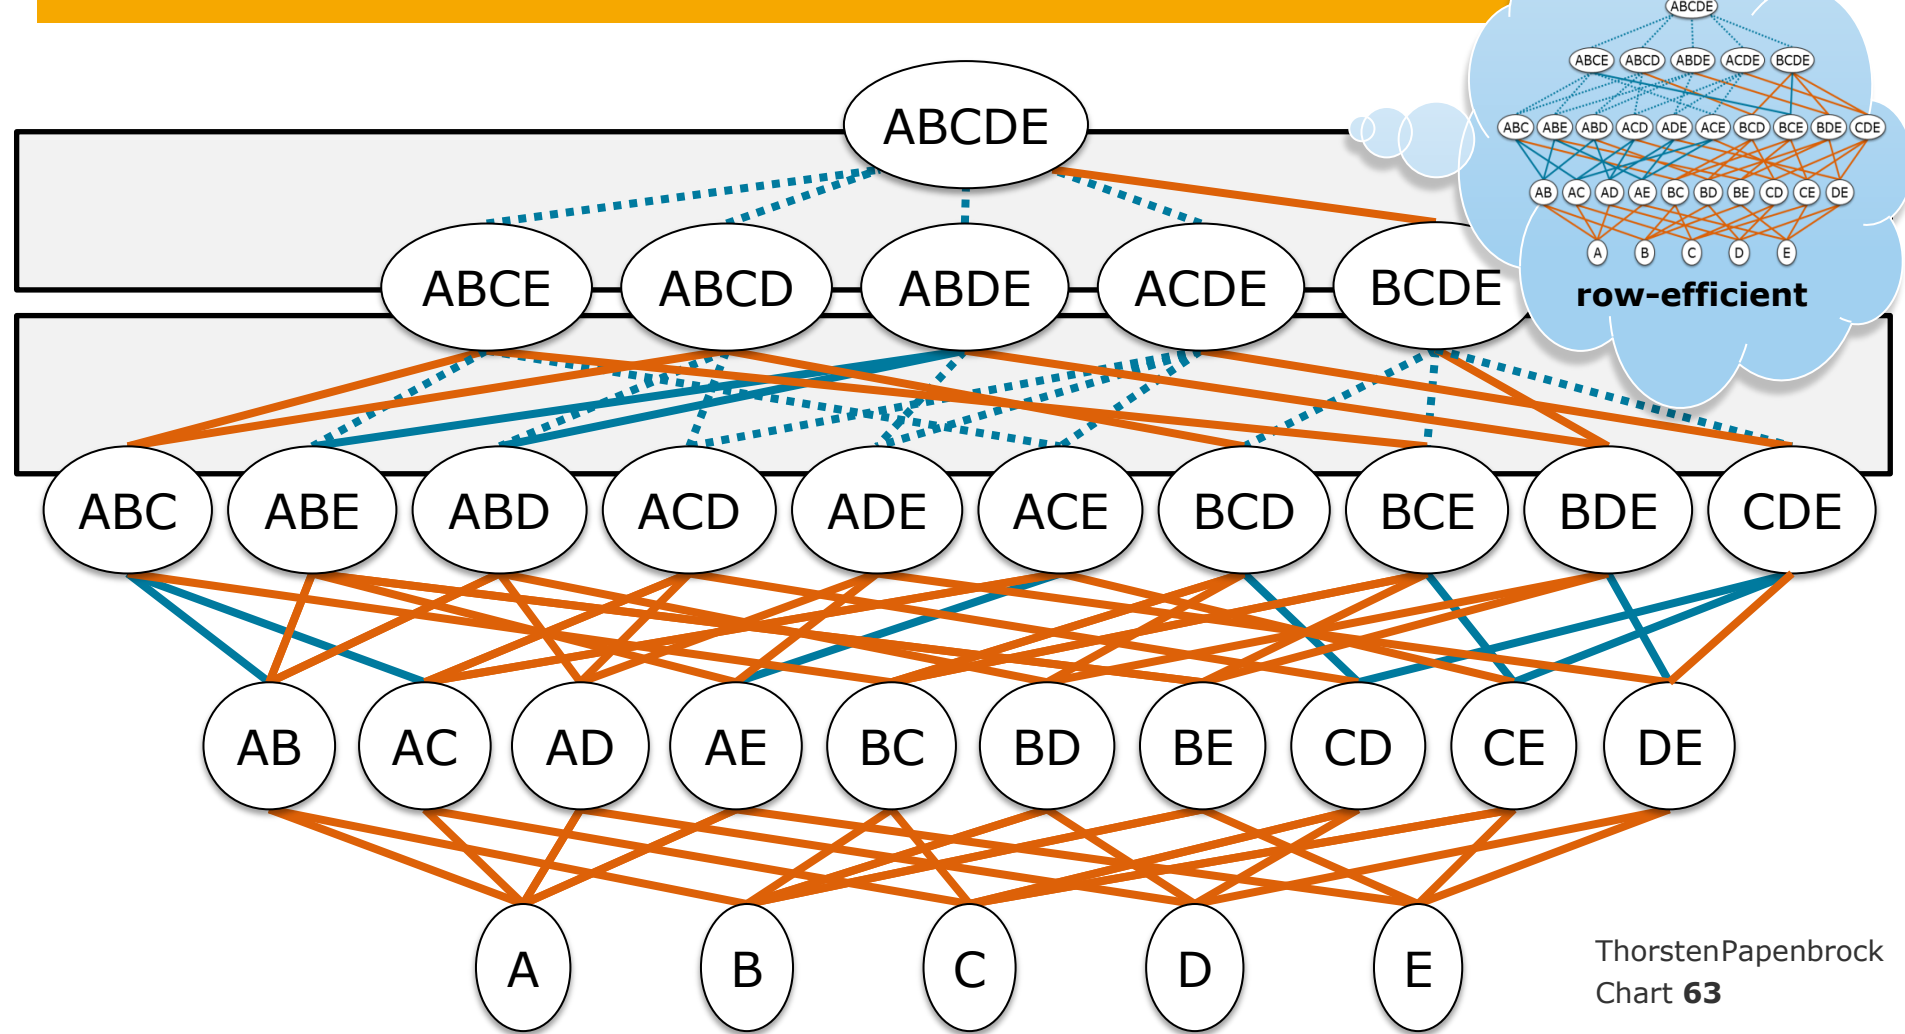 ABCDE
ABCE ABCD ABDE ACDE BCDE
ABC ABE ABD ACD ADE ACE BCD BCE BDE CDE
AB AC AD AE BC BD BE CD CE DE
A B C D E
row-efficient
ABCDE
ABCE ABCD ABDE ACDE BCDE
ABC ABE ABD ACD ADE ACE BCD BCE BDE CDE
AB AC AD AE BC BD BE CD CE DE
A B C D E
ThorstenPapenbrock
Chart 63